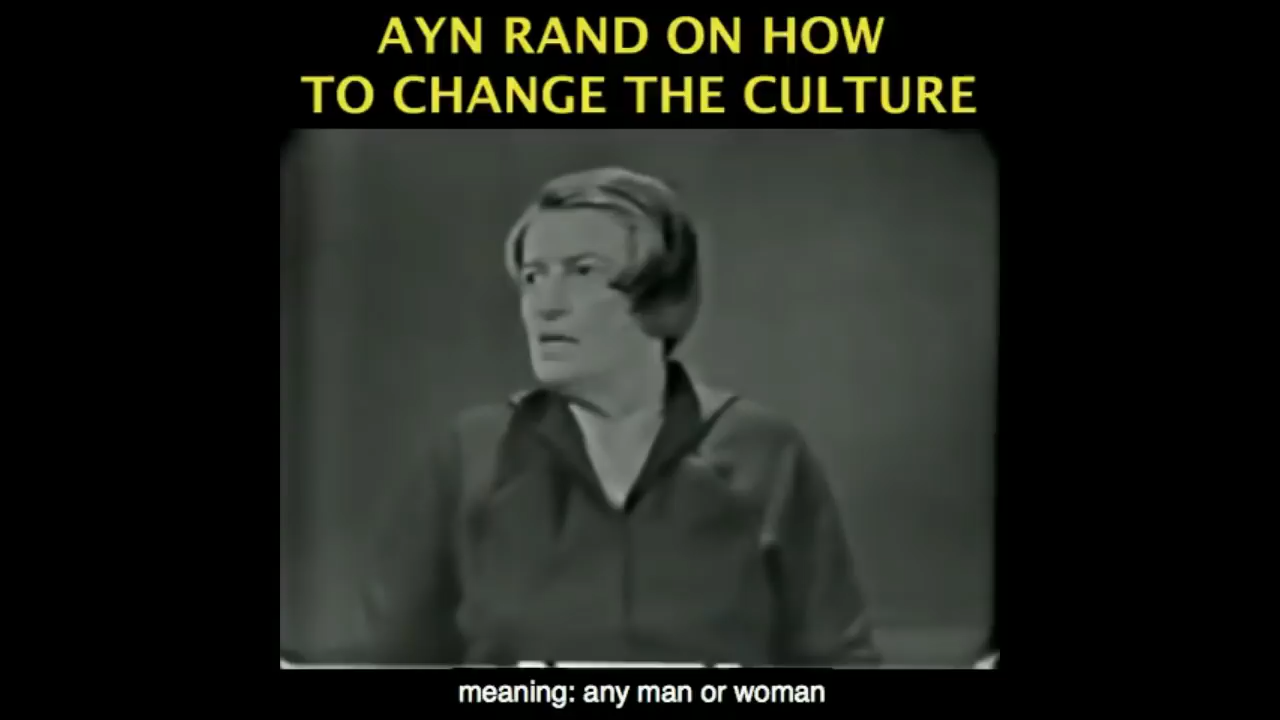 AYN RAND ON HOW
TO CHANGE THE CULTURE
meaning: any man or woman